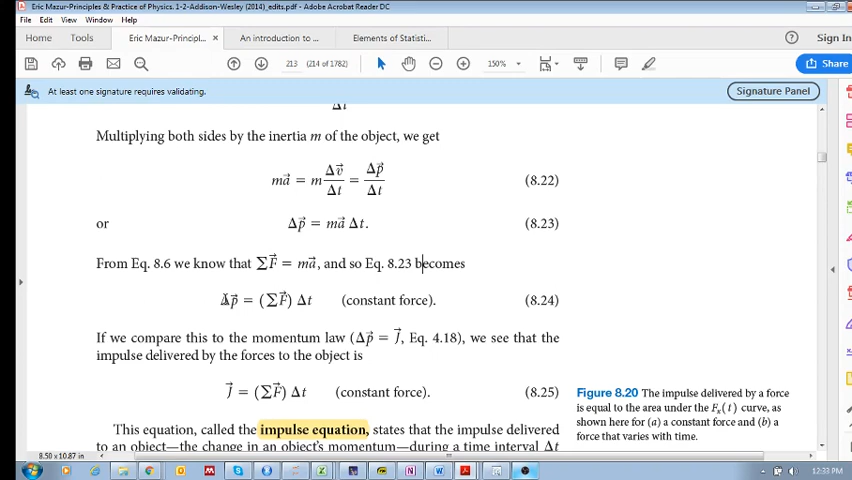 Eric Mazur-Principles & Practice of Physics. 1-2-Addison-Wesley (2014)_edits.pdf - Adobe Acrobat Reader DC
File Edit View Window Help
Home Tools Eric Mazur-Principl... × An introduction to ... Elements of Statisti... Sign In
213 (214 of 1782) 150% Share
At least one signature requires validating. Signature Panel
Δt
Multiplying both sides by the inertia m of the object, we get
ma⃗ = m Δv⃗/Δt = Δp⃗/Δt (8.22)
or Δp⃗ = ma⃗ Δt. (8.23)
From Eq. 8.6 we know that ΣF⃗ = ma⃗, and so Eq. 8.23 becomes
Δp⃗ = (ΣF⃗) Δt (constant force). (8.24)
If we compare this to the momentum law (Δp⃗ = J⃗, Eq. 4.18), we see that the
impulse delivered by the forces to the object is
J⃗ = (ΣF⃗) Δt (constant force). (8.25)
This equation, called the impulse equation, states that the impulse delivered
to an object—the change in an object's momentum—during a time interval Δt
Figure 8.20 The impulse delivered by a force
is equal to the area under the Fx(t) curve, as
shown here for (a) a constant force and (b) a
force that varies with time.
8.50 x 10.87 in
12:33 PM